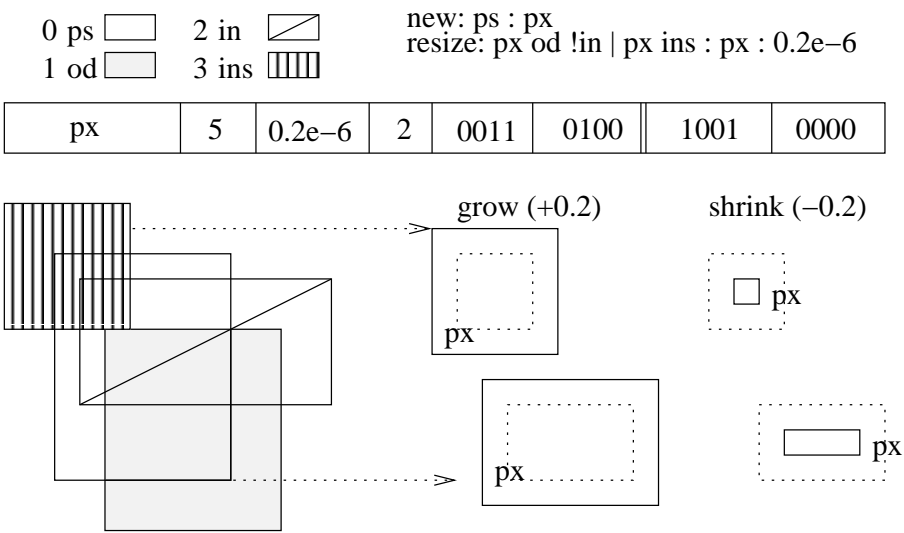 0 ps 2 in
1 od 3 ins
new: ps : px
resize: px od !in | px ins : px : 0.2e−6
px 5 0.2e−6 2 0011 0100 1001 0000
grow (+0.2) shrink (−0.2)
px px
px px